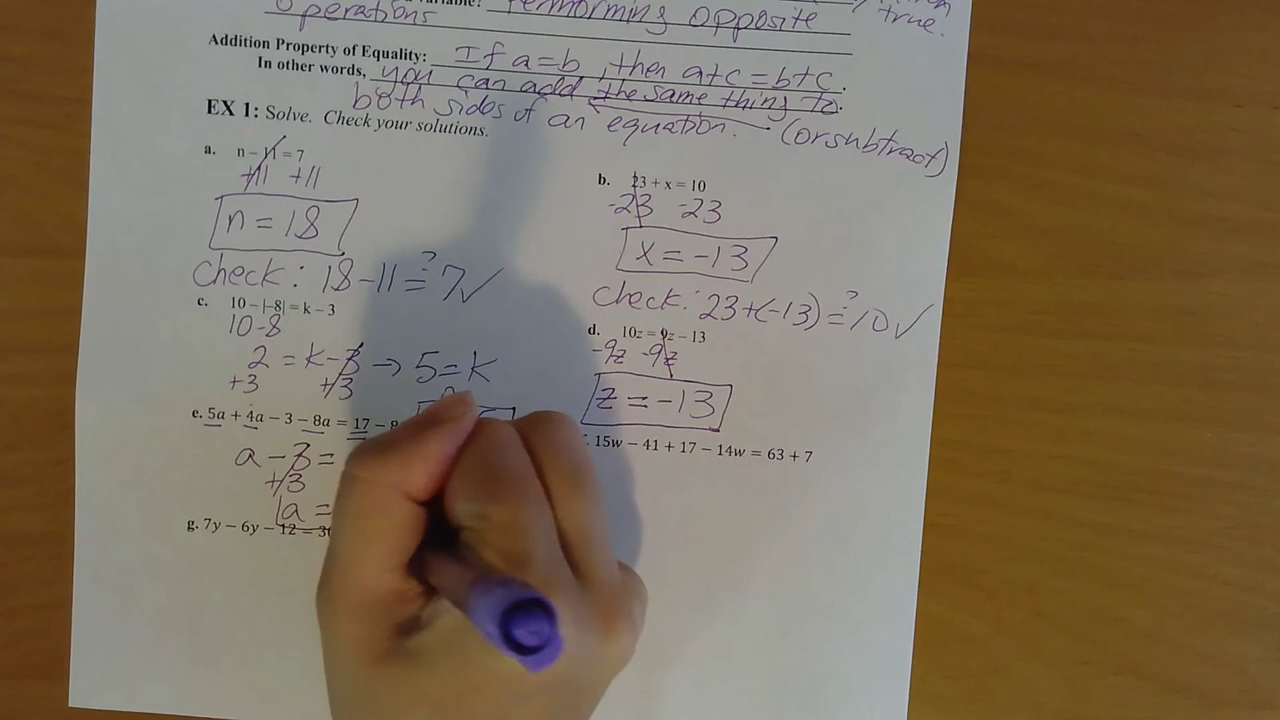 Operations
variable: Performing opposite
true.
Addition Property of Equality: If a=b, then a+c=b+c.
In other words, you can add the same thing to
both sides of an equation. (or subtract)
EX 1: Solve. Check your solutions.
a. n - 11 = 7
+11 +11
n = 18
check: 18-11 ?= 7✓
b. 23 + x = 10
-23 -23
x = -13
check: 23+(-13) ?= 10✓
c. 10 - |-8| = k - 3
10-8
2 = k-3 → 5=k
+3 +3
d. 10z = 9z - 13
-9z -9z
z = -13
e. 5a + 4a - 3 - 8a = 17 - 8
a - 3 =
+3
a =
15w - 41 + 17 - 14w = 63 + 7
g. 7y - 6y - 12 =